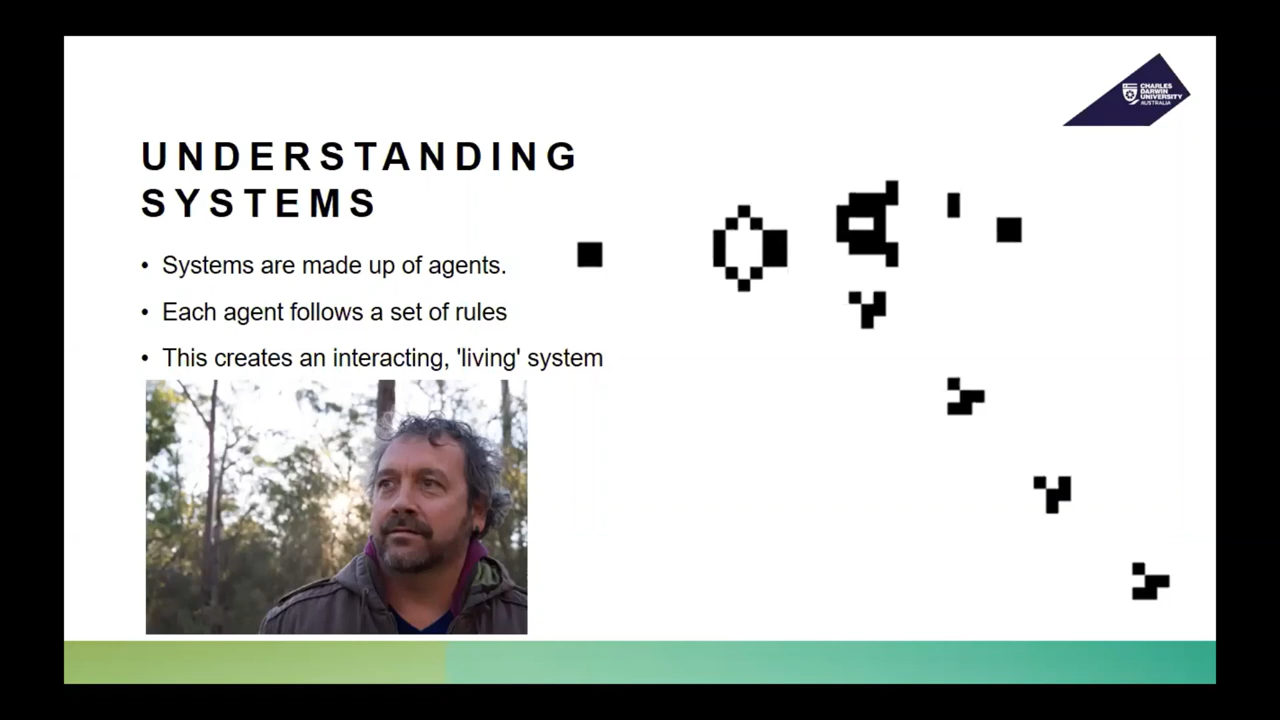 CHARLES
DARWIN
UNIVERSITY
AUSTRALIA
UNDERSTANDING
SYSTEMS
• Systems are made up of agents.
• Each agent follows a set of rules
• This creates an interacting, 'living' system